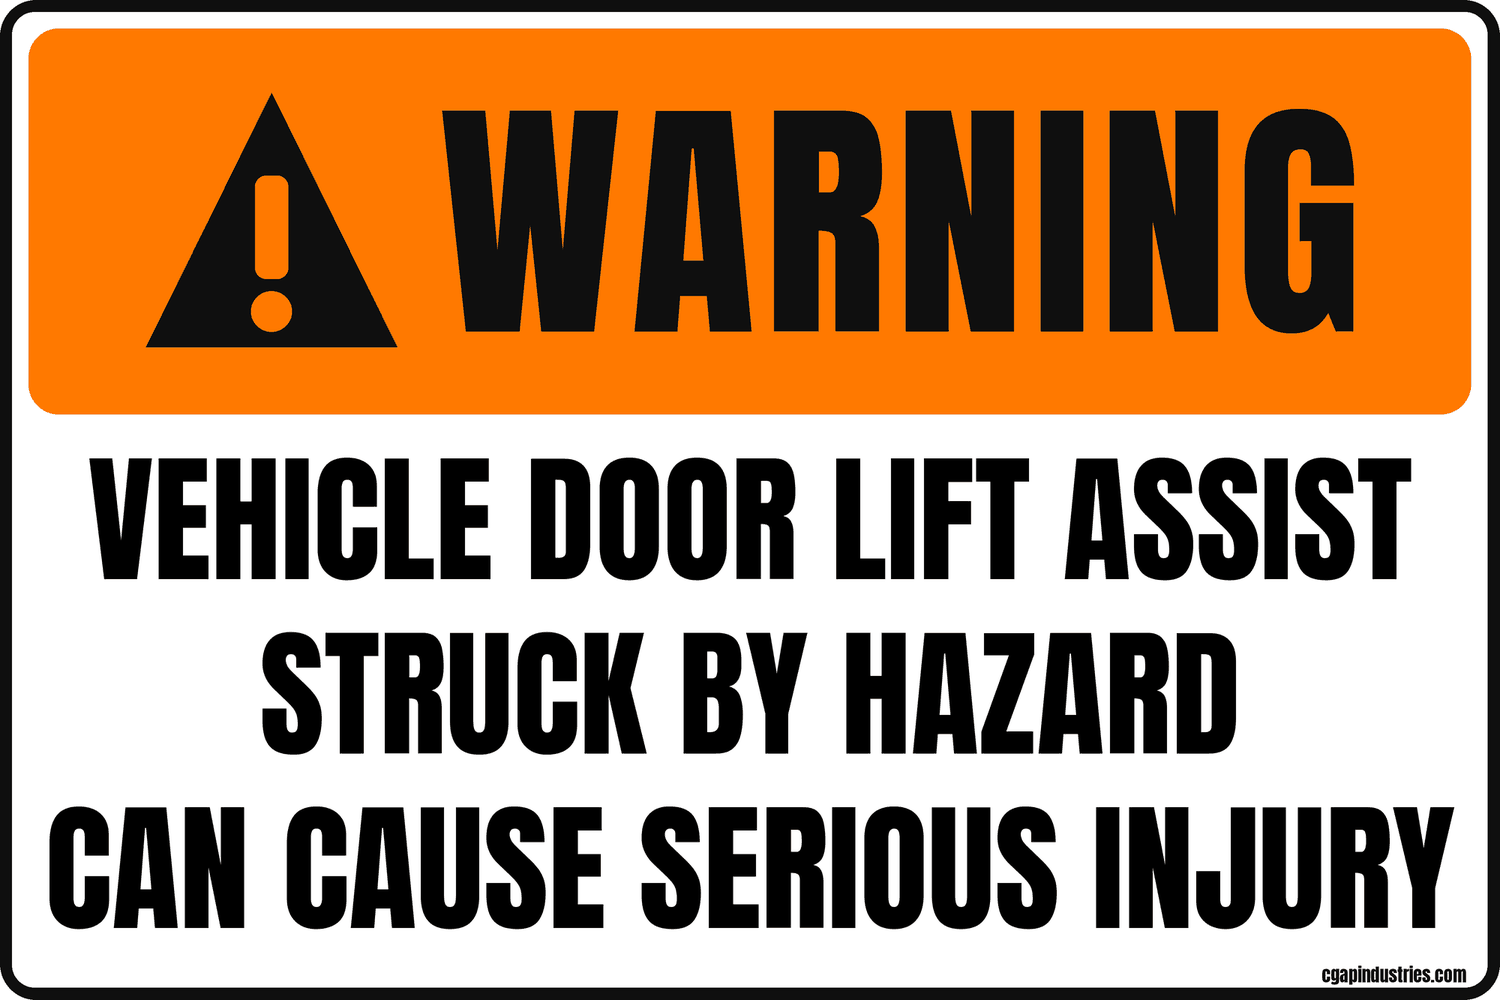 WARNING
VEHICLE DOOR LIFT ASSIST
STRUCK BY HAZARD
CAN CAUSE SERIOUS INJURY
cgapindustries.com